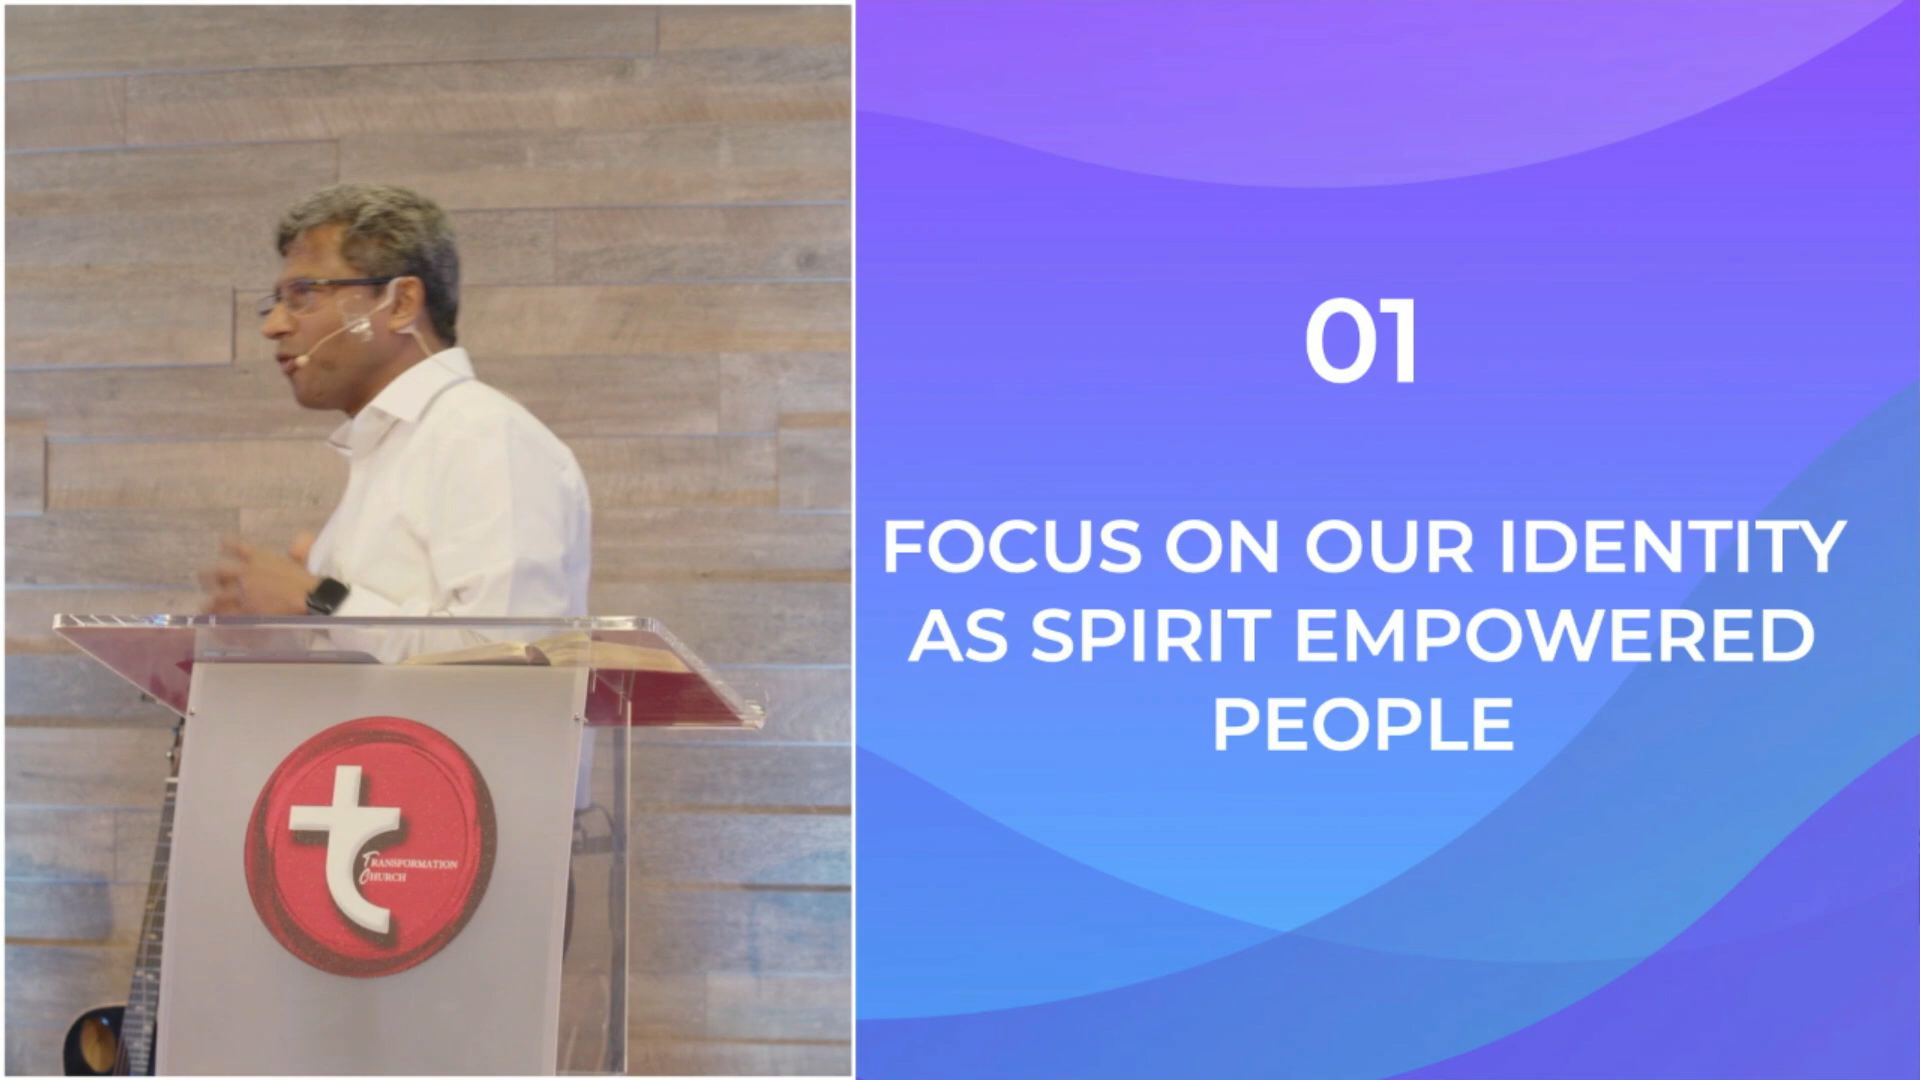 TRANSFORMATION
CHURCH
01
FOCUS ON OUR IDENTITY
AS SPIRIT EMPOWERED
PEOPLE